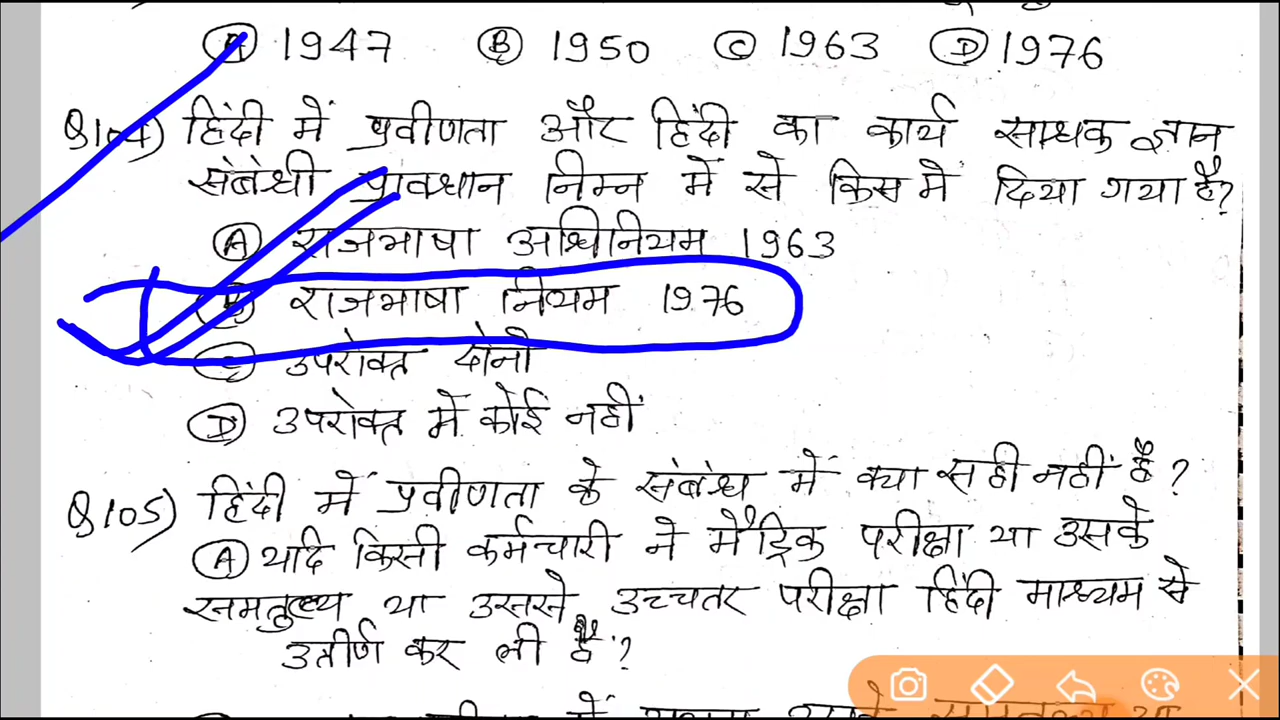 (A) 1947 (B) 1950 (C) 1963 (D) 1976
Q104) हिंदी में प्रवीणता और हिंदी का कार्य साधक ज्ञान
संबंधी प्रावधान निम्न में से किस में दिया गया है?
(A) राजभाषा अधिनियम 1963
(B) राजभाषा नियम 1976
(C) उपरोक्त दोनों
(D) उपरोक्त में कोई नहीं
Q105) हिंदी में प्रवीणता के संबंध में क्या सही नहीं है?
(A) यदि किसी कर्मचारी ने मैट्रिक परीक्षा या उसके
समतुल्य या उससे उच्चतर परीक्षा हिंदी माध्यम से
उतीर्ण कर ली है?